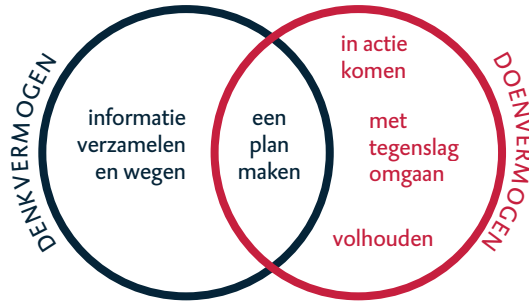 DENKVERMOGEN
informatie
verzamelen
en wegen
een
plan
maken
in actie
komen
met
tegenslag
omgaan
volhouden
DOENVERMOGEN